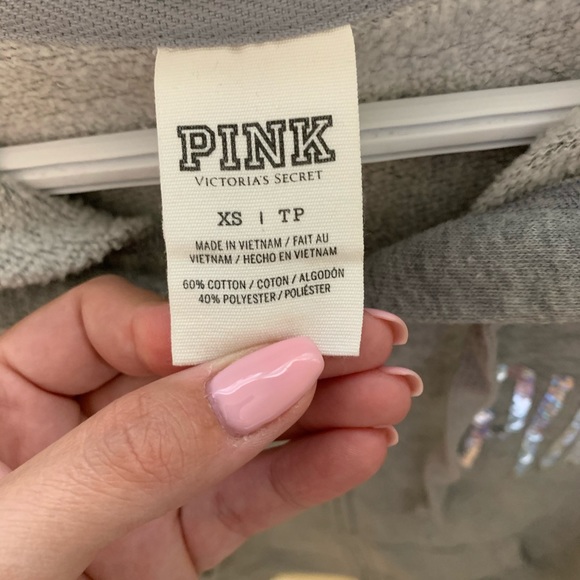 PINK
VICTORIA'S SECRET
XS | TP
MADE IN VIETNAM / FAIT AU
VIETNAM / HECHO EN VIETNAM
60% COTTON / COTON / ALGODÓN
40% POLYESTER / POLIÉSTER